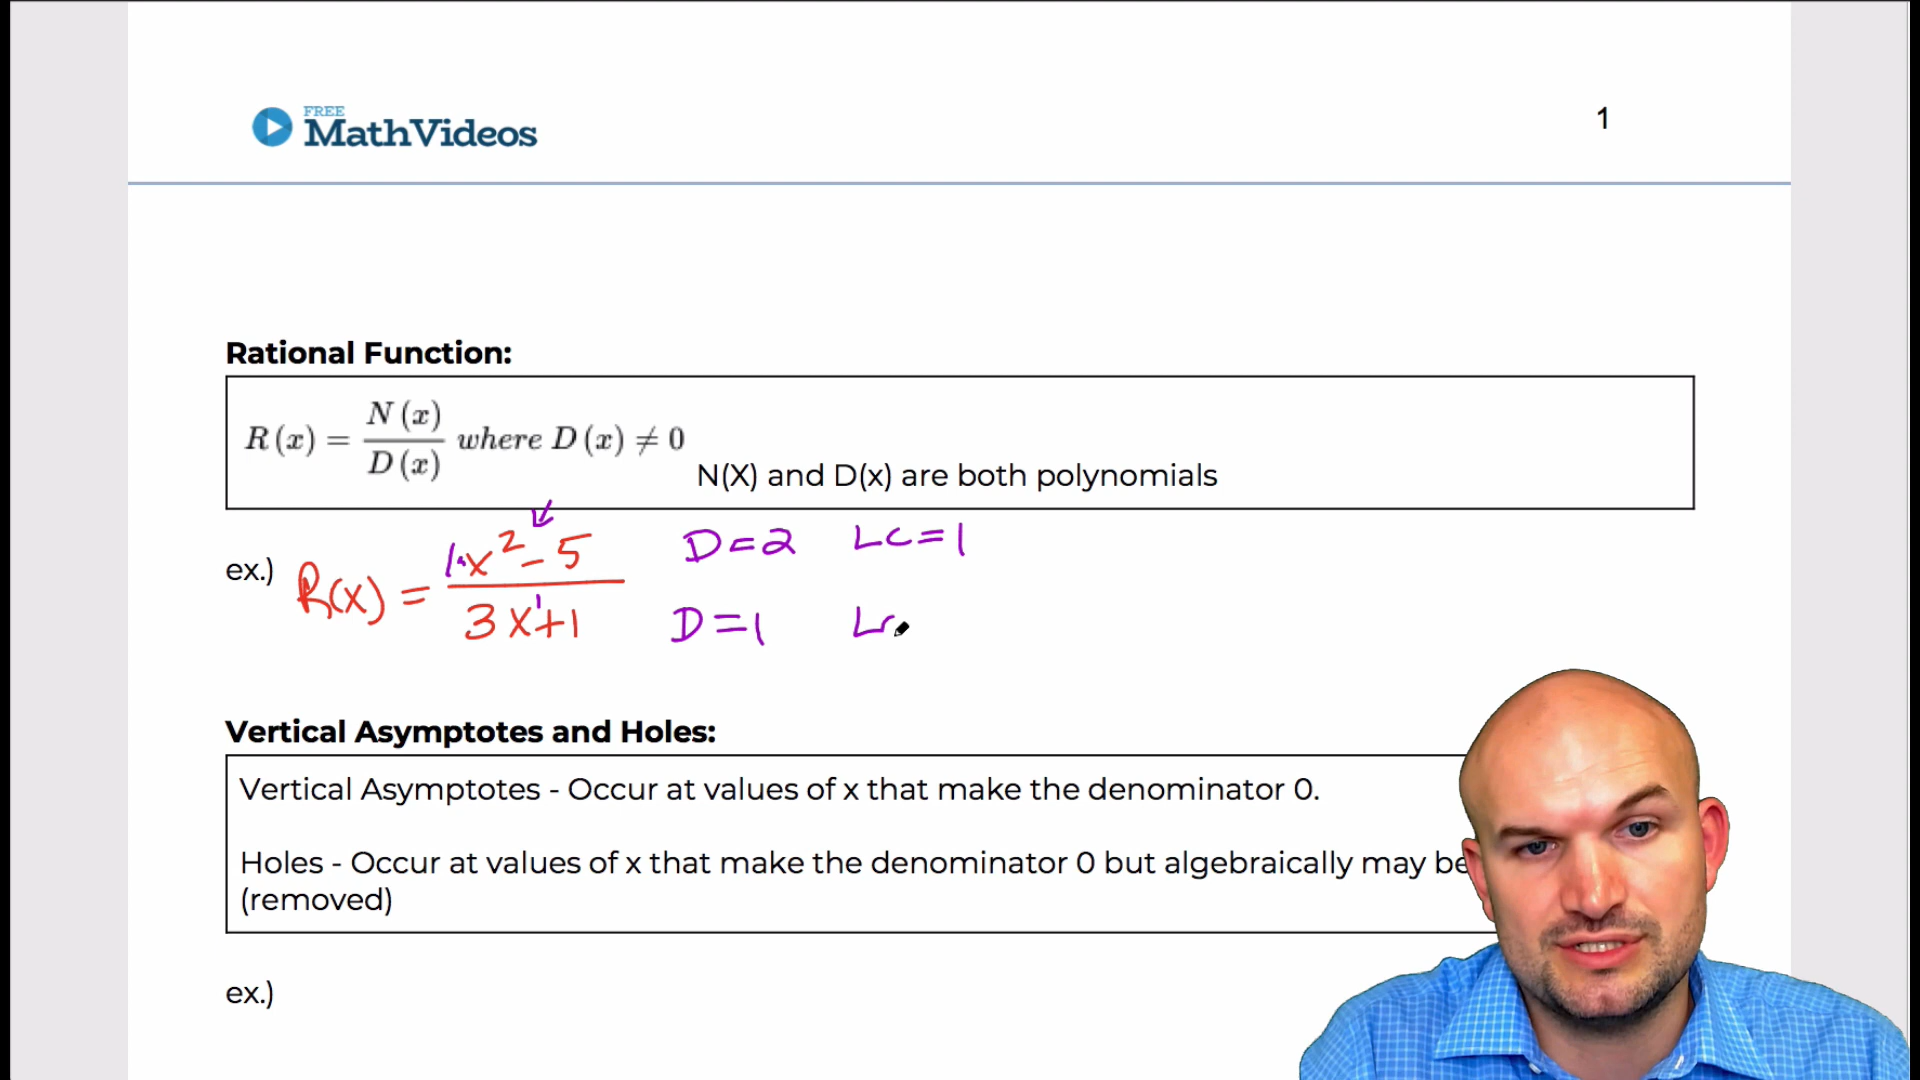 FREE
MathVideos
1
Rational Function:
R(x) = N(x) / D(x) where D(x) ≠ 0
N(X) and D(x) are both polynomials
ex.) R(x) = 1x² - 5 / 3x¹+1
D=2 LC=1
D=1 LC
Vertical Asymptotes and Holes:
Vertical Asymptotes - Occur at values of x that make the denominator 0.
Holes - Occur at values of x that make the denominator 0 but algebraically may be
(removed)
ex.)